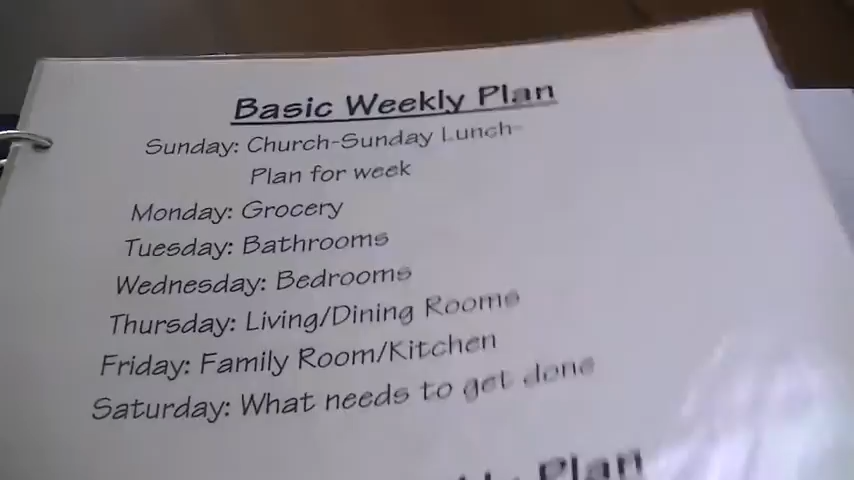 Basic Weekly Plan
Sunday: Church-Sunday Lunch-
Plan for week
Monday: Grocery
Tuesday: Bathrooms
Wednesday: Bedrooms
Thursday: Living/Dining Rooms
Friday: Family Room/Kitchen
Saturday: What needs to get done
Plan